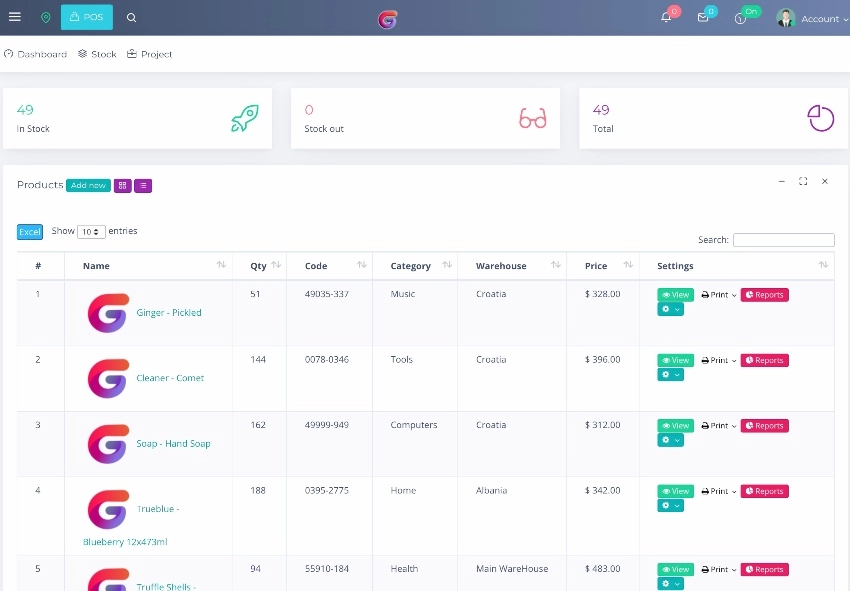 POS
0
0
On
Account
Dashboard Stock Project
49
In Stock
0
Stock out
49
Total
Products Add new
Excel Show 10 entries
Search:
# Name Qty Code Category Warehouse Price Settings
1 Ginger - Pickled 51 49035-337 Music Croatia $ 328.00 View Print Reports
2 Cleaner - Comet 144 0078-0346 Tools Croatia $ 396.00 View Print Reports
3 Soap - Hand Soap 162 49999-949 Computers Croatia $ 312.00 View Print Reports
4 Trueblue - 188 0395-2775 Home Albania $ 342.00 View Print Reports
Blueberry 12x473ml
5 Truffle Shells - 94 55910-184 Health Main WareHouse $ 483.00 View Print Reports